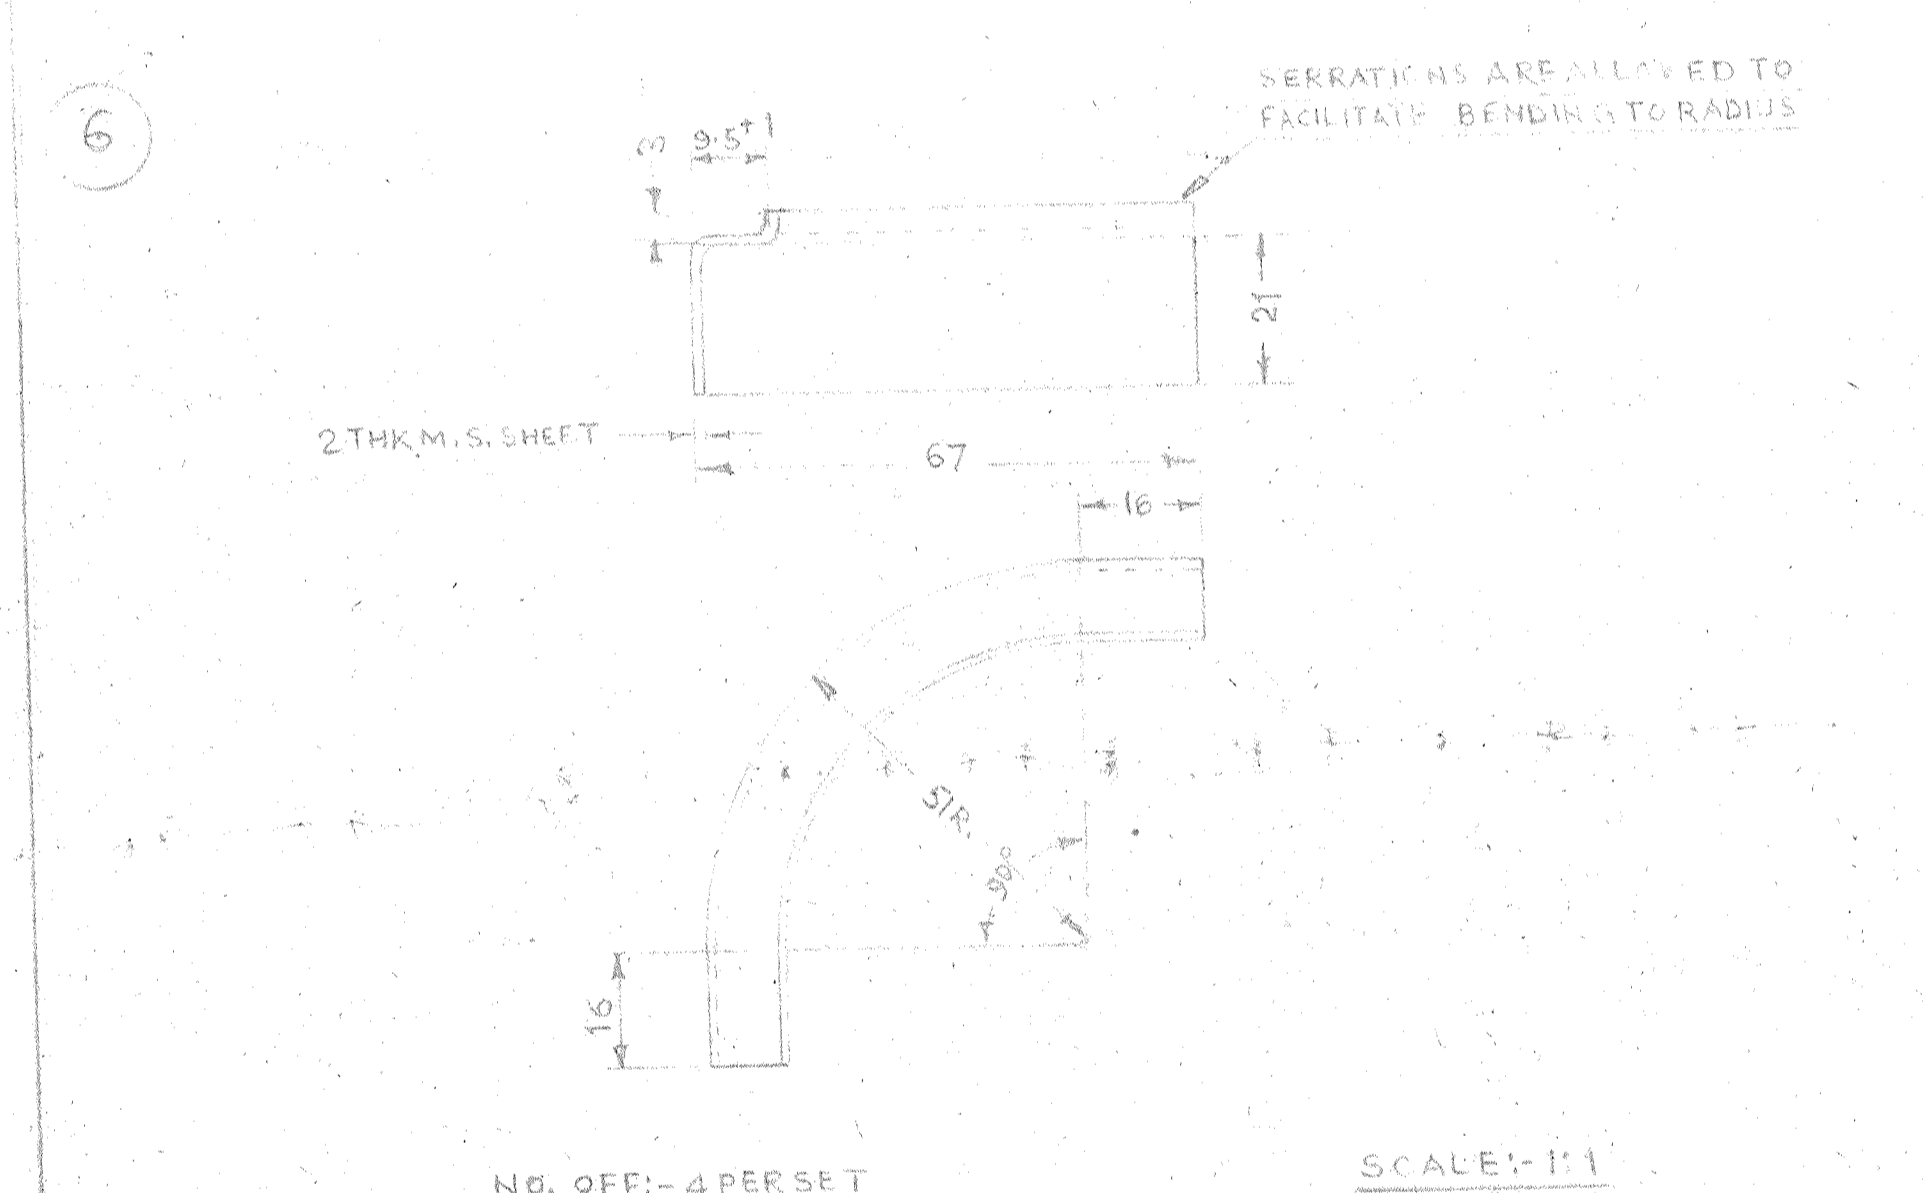 6
SERRATIONS ARE ALLOWED TO
FACILITATE BENDING TO RADIUS
3
9.5+1
21
2 THK M.S. SHEET
67
16
51R.
90°
16
NO. OFF:- 4 PER SET
SCALE:- 1:1